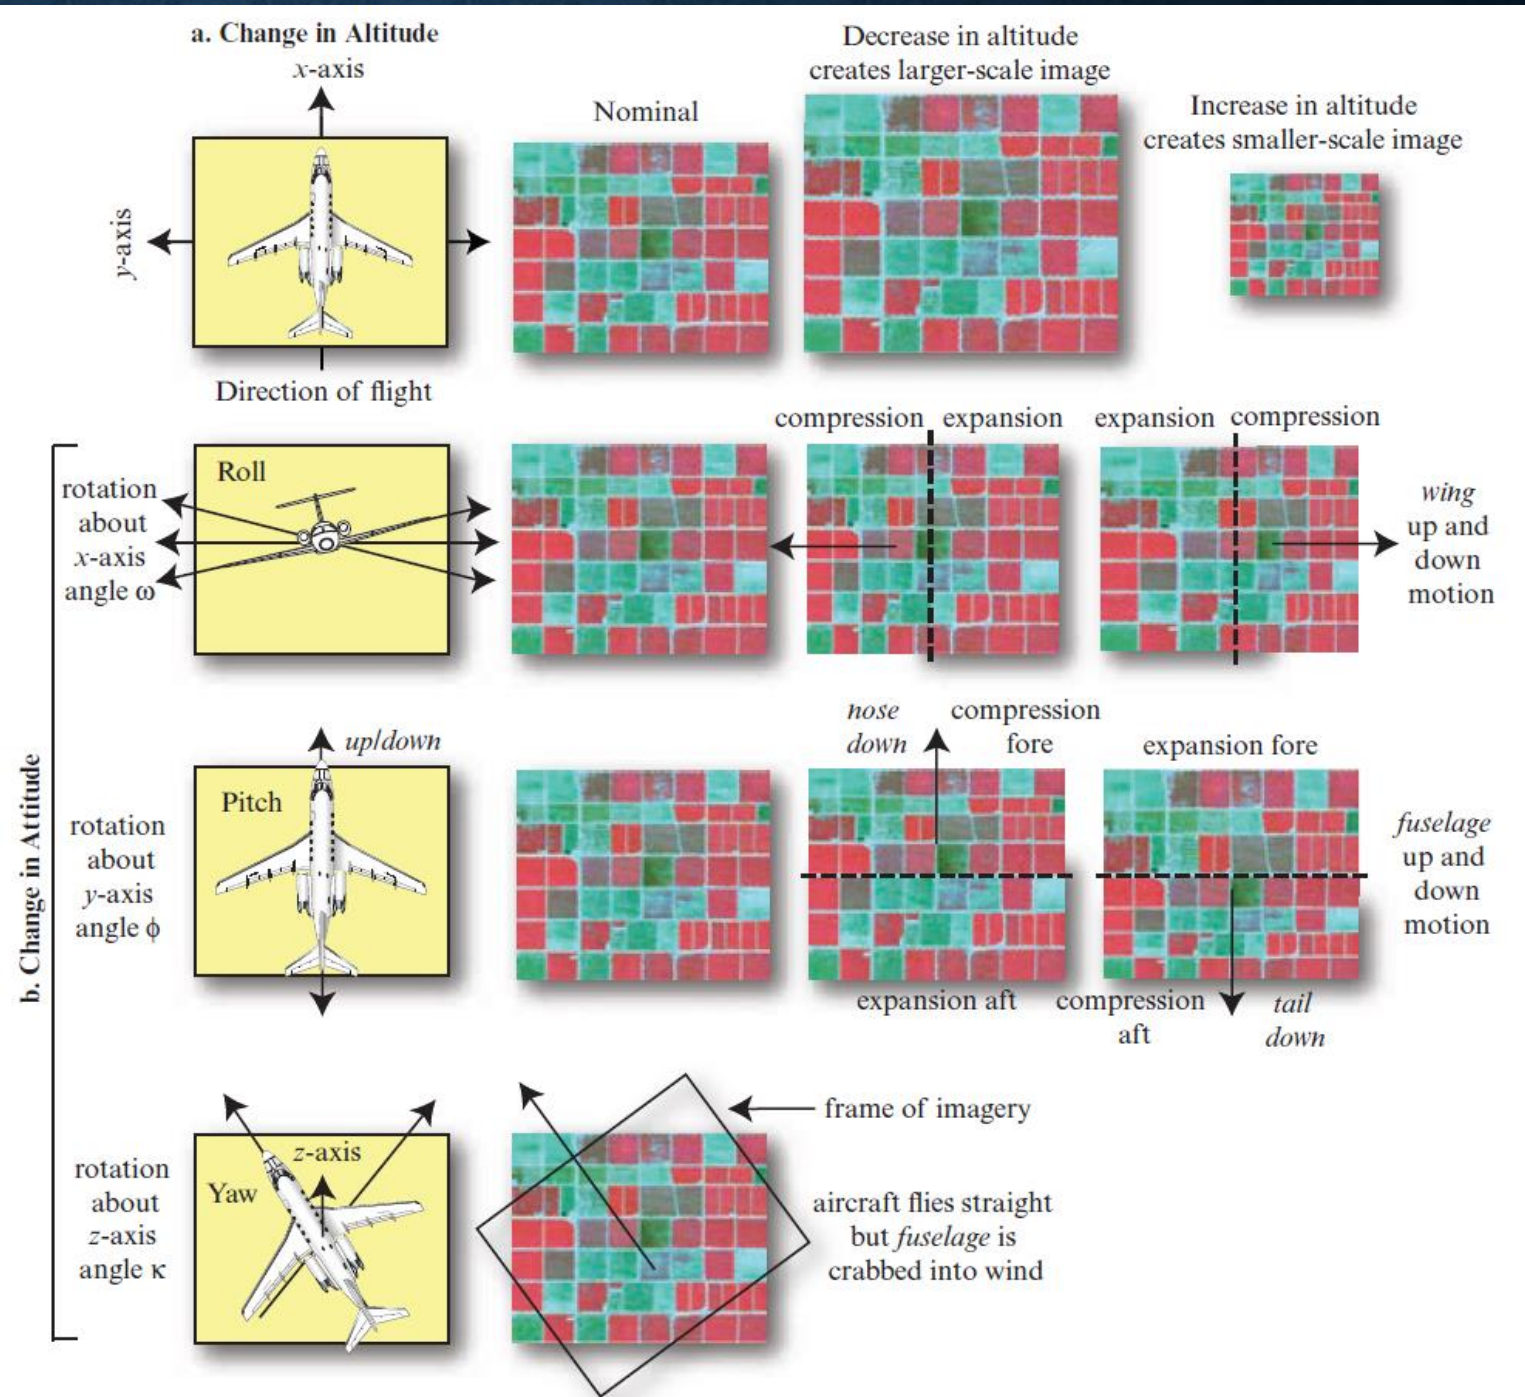 a. Change in Altitude
x-axis
y-axis
Direction of flight
Nominal
Decrease in altitude
creates larger-scale image
Increase in altitude
creates smaller-scale image
b. Change in Attitude
rotation
about
x-axis
angle ω
Roll
compression
expansion
expansion
compression
wing
up and
down
motion
rotation
about
y-axis
angle ϕ
up/down
Pitch
nose
down
compression
fore
expansion aft
expansion fore
compression
aft
tail
down
fuselage
up and
down
motion
rotation
about
z-axis
angle κ
Yaw
z-axis
frame of imagery
aircraft flies straight
but fuselage is
crabbed into wind